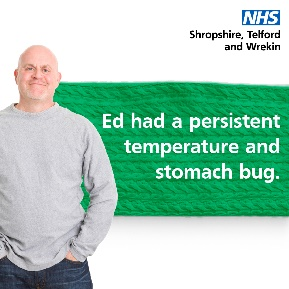 NHS
Shropshire, Telford
and Wrekin
Ed had a persistent
temperature and
stomach bug.